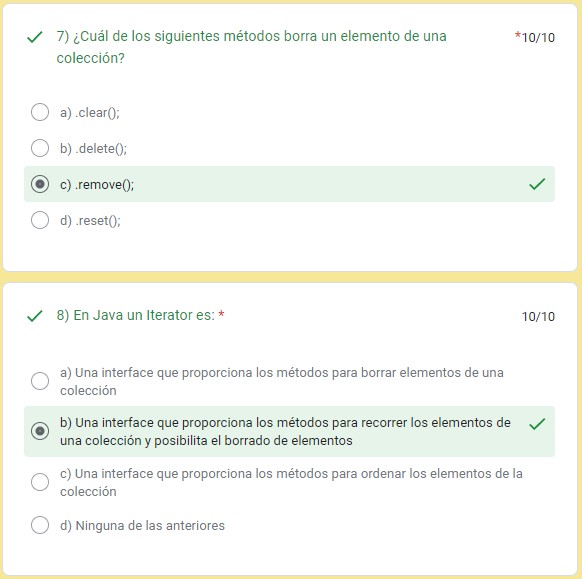 7) ¿Cuál de los siguientes métodos borra un elemento de una
colección?
*10/10
a) .clear();
b) .delete();
c) .remove();
d) .reset();
8) En Java un Iterator es: *
10/10
a) Una interface que proporciona los métodos para borrar elementos de una
colección
b) Una interface que proporciona los métodos para recorrer los elementos de
una colección y posibilita el borrado de elementos
c) Una interface que proporciona los métodos para ordenar los elementos de la
colección
d) Ninguna de las anteriores